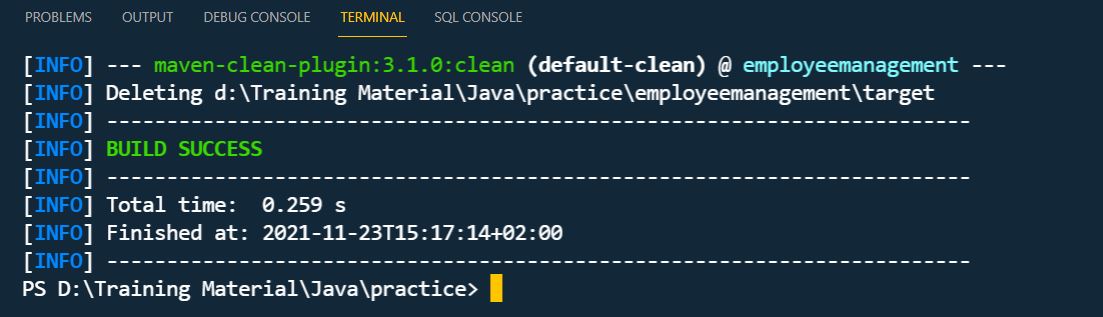 PROBLEMS OUTPUT DEBUG CONSOLE TERMINAL SQL CONSOLE
[INFO] --- maven-clean-plugin:3.1.0:clean (default-clean) @ employeemanagement ---
[INFO] Deleting d:\Training Material\Java\practice\employeemanagement\target
[INFO] ------------------------------------------------------------------------
[INFO] BUILD SUCCESS
[INFO] ------------------------------------------------------------------------
[INFO] Total time:  0.259 s
[INFO] Finished at: 2021-11-23T15:17:14+02:00
[INFO] ------------------------------------------------------------------------
PS D:\Training Material\Java\practice>